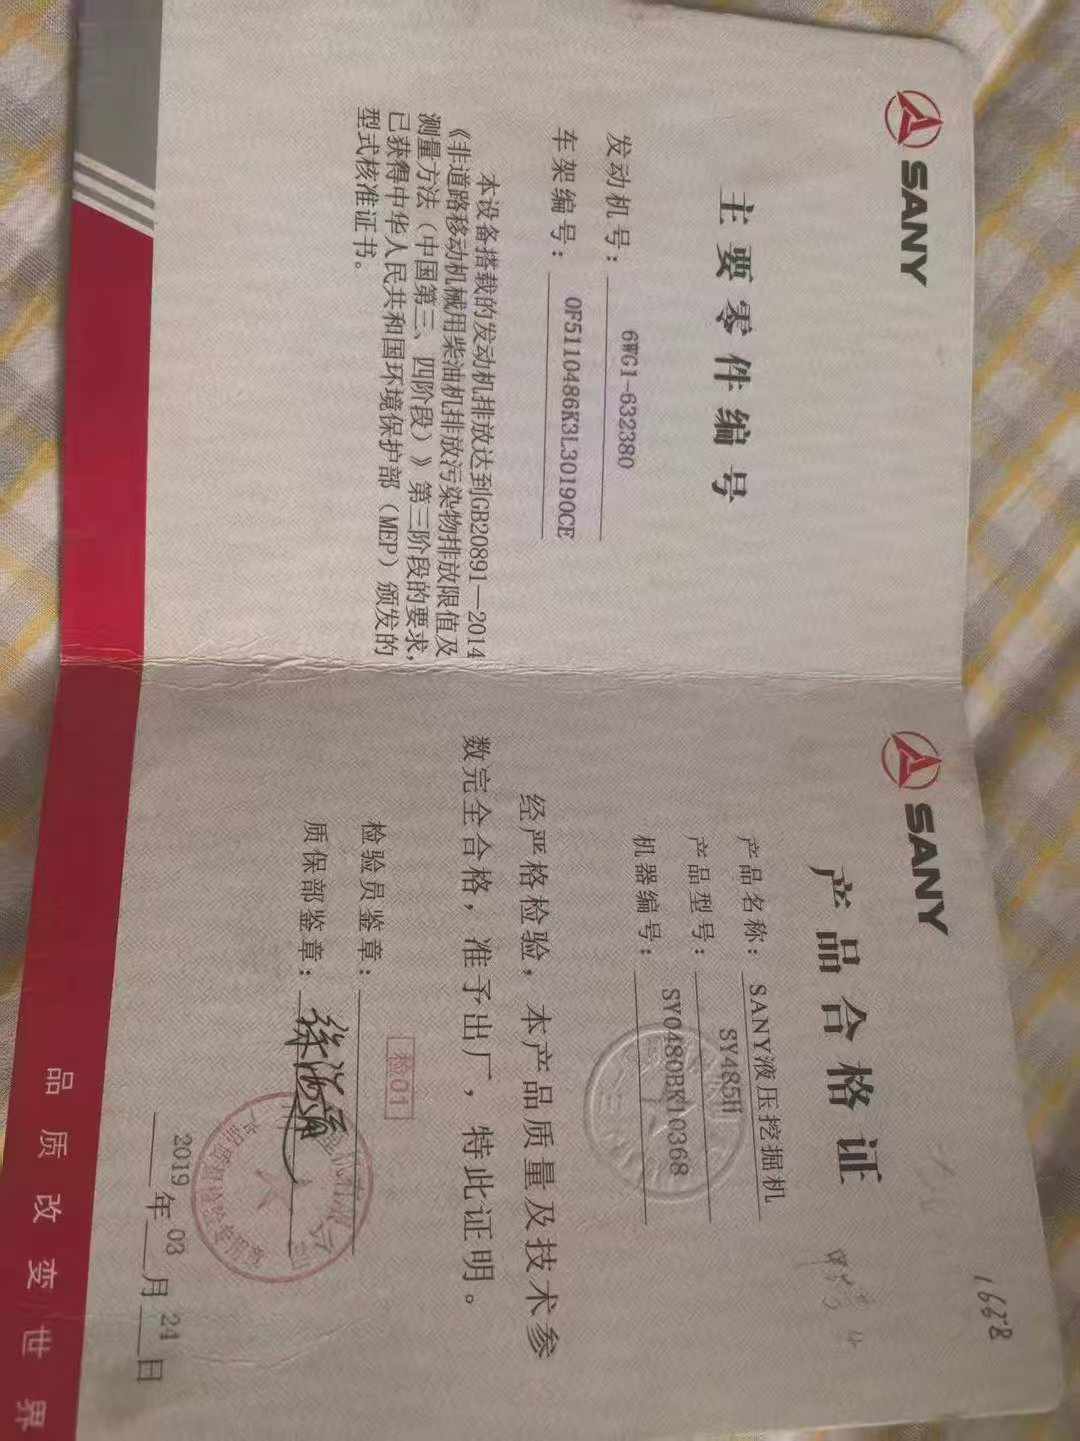 SANY
主要零件编号
发动机号： 6WG1-632380
车架编号： 0F5110486K3L30190CE
本设备搭载的发动机排放达到GB20891—2014
《非道路移动机械用柴油机排放污染物排放限值及
测量方法（中国第三、四阶段）》第三阶段的要求，
已获得中华人民共和国环境保护部（MEP）颁发的
型式核准证书。
SANY
1658
产品合格证
产品名称： SANY液压挖掘机
产品型号： SY485H
机器编号： SY0480BK10368
经严格检验，本产品质量及技术参
数完全合格，准予出厂，特此证明。
检验员鉴章：
检01
质保部鉴章：
2019年03月24日
品质改变世界